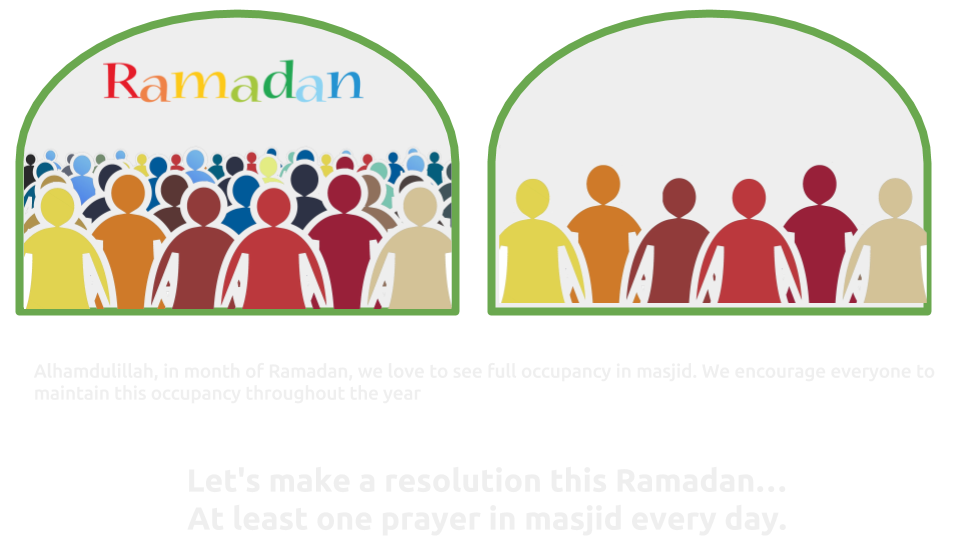 Ramadan
Alhamdulillah, in month of Ramadan, we love to see full occupancy in masjid. We encourage everyone to
maintain this occupancy throughout the year
Let's make a resolution this Ramadan...
At least one prayer in masjid every day.